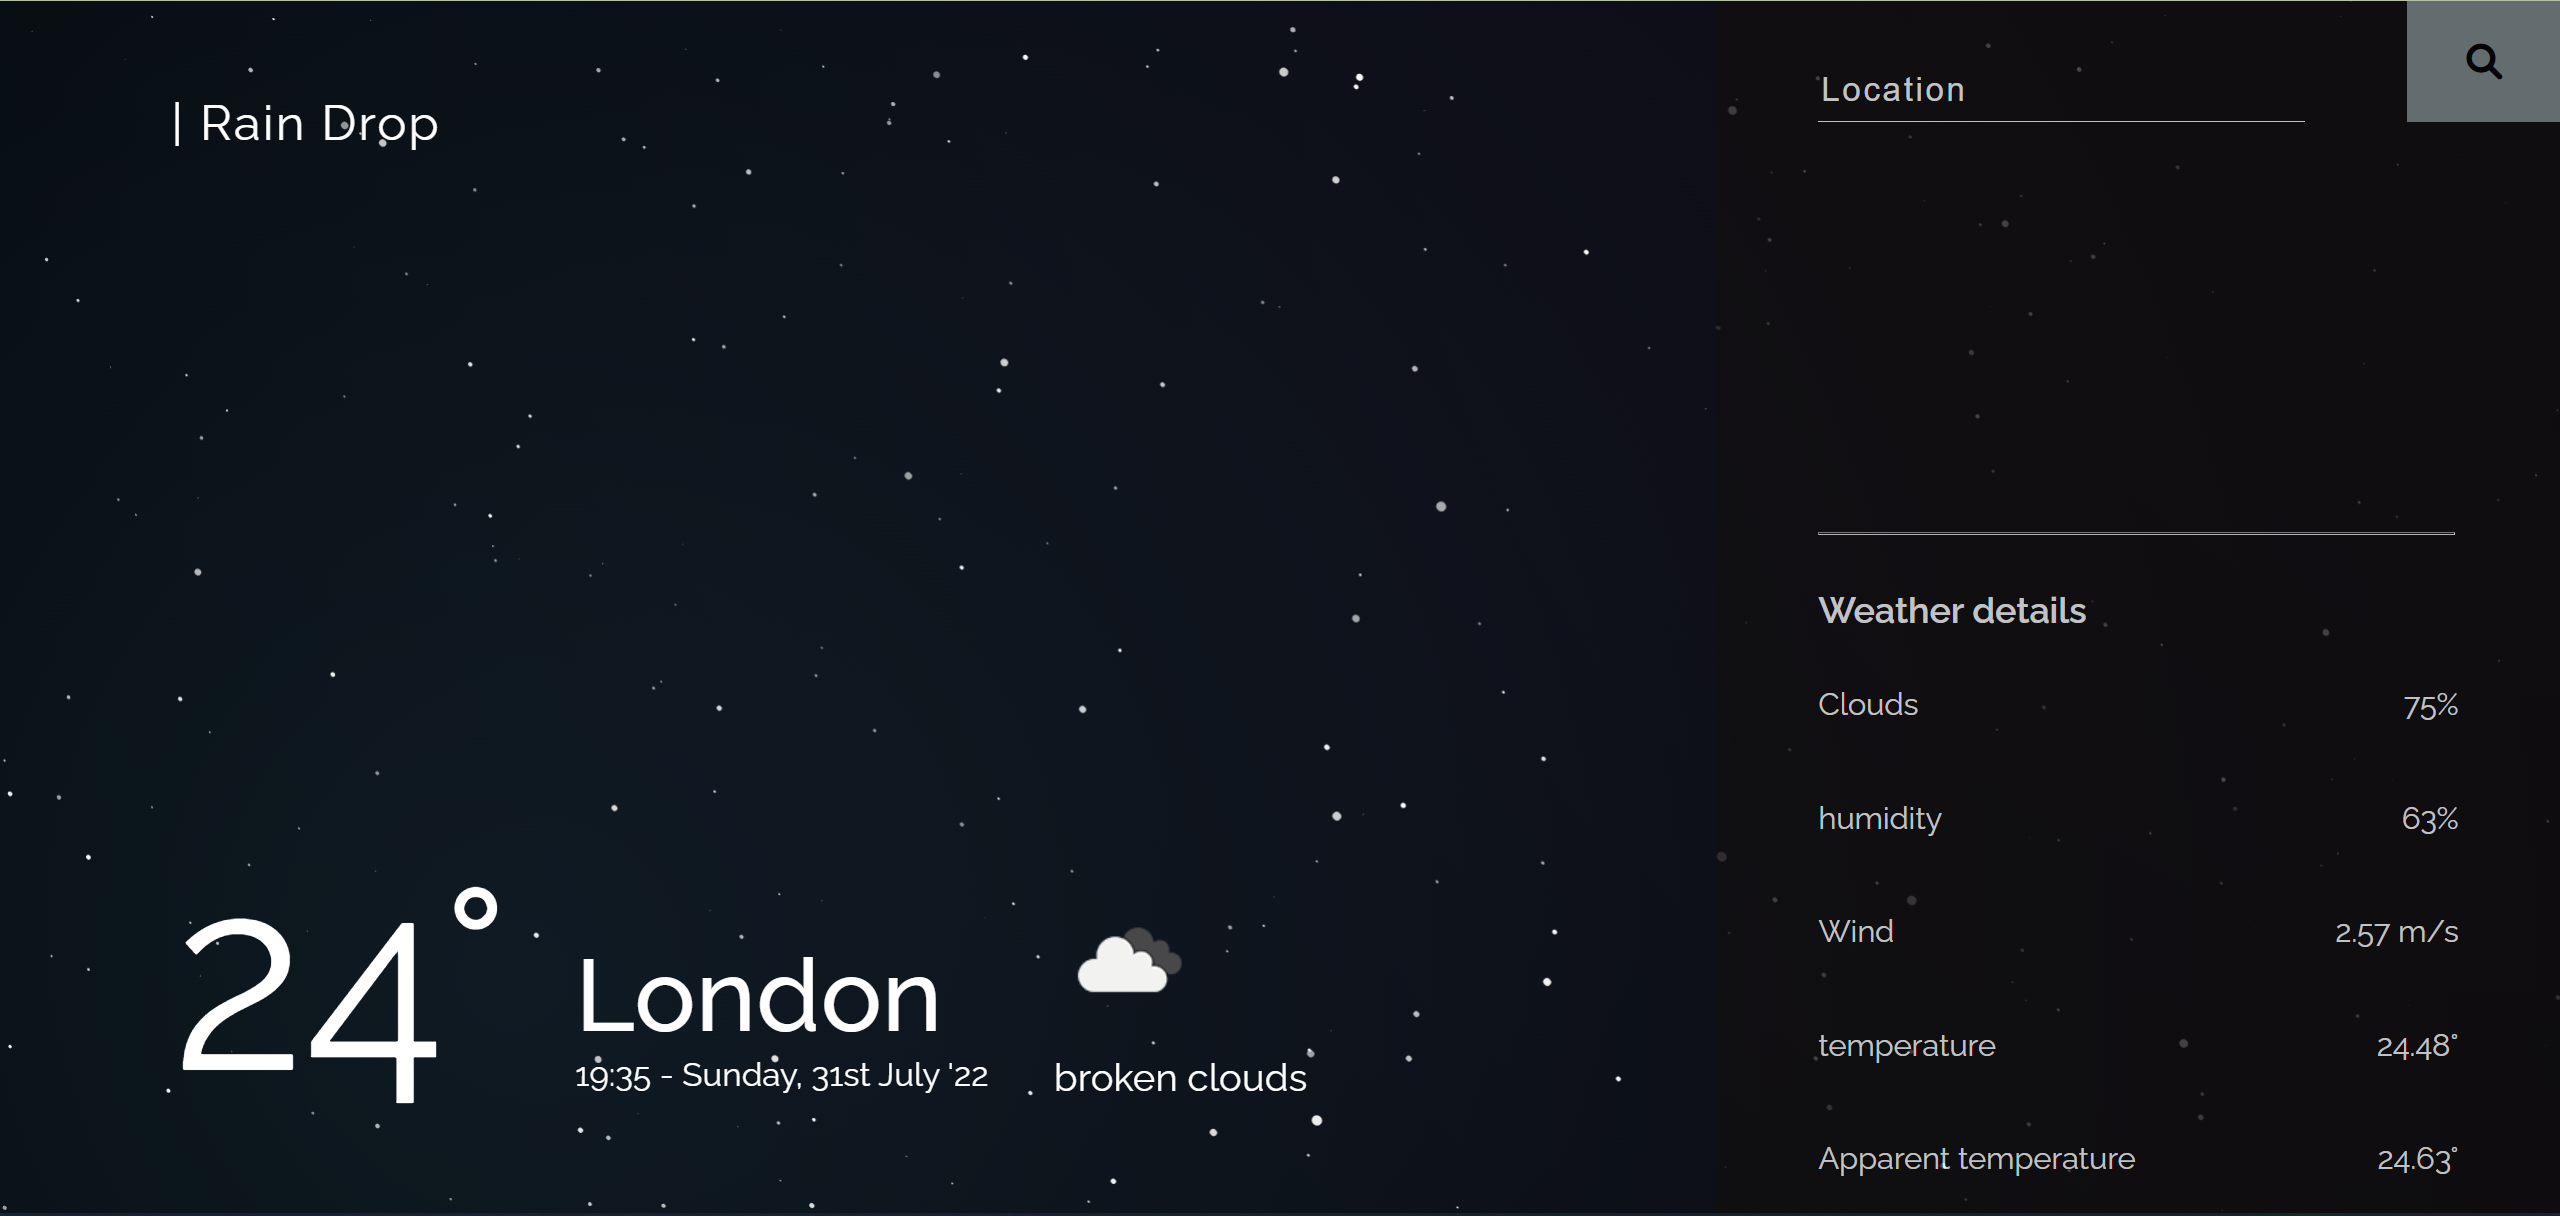 | Rain Drop
Location
24°
London
19:35 - Sunday, 31st July '22
broken clouds
Weather details
Clouds 75%
humidity 63%
Wind 2.57 m/s
temperature 24.48°
Apparent temperature 24.63°